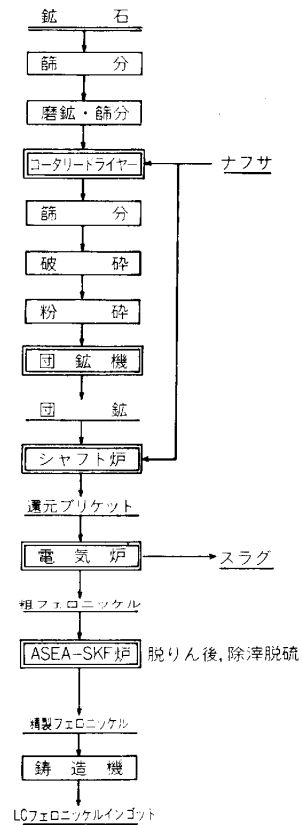 鉱石
篩分
磨鉱・篩分
コータリードライヤー
ナフサ
篩分
破砕
粉砕
団鉱機
団鉱
シャフト炉
還元ブリケット
電気炉
スラグ
粗フェロニッケル
ASEA-SKF炉
脱りん後,除滓脱硫
精製フェロニッケル
鋳造機
LCフェロニッケルインゴット